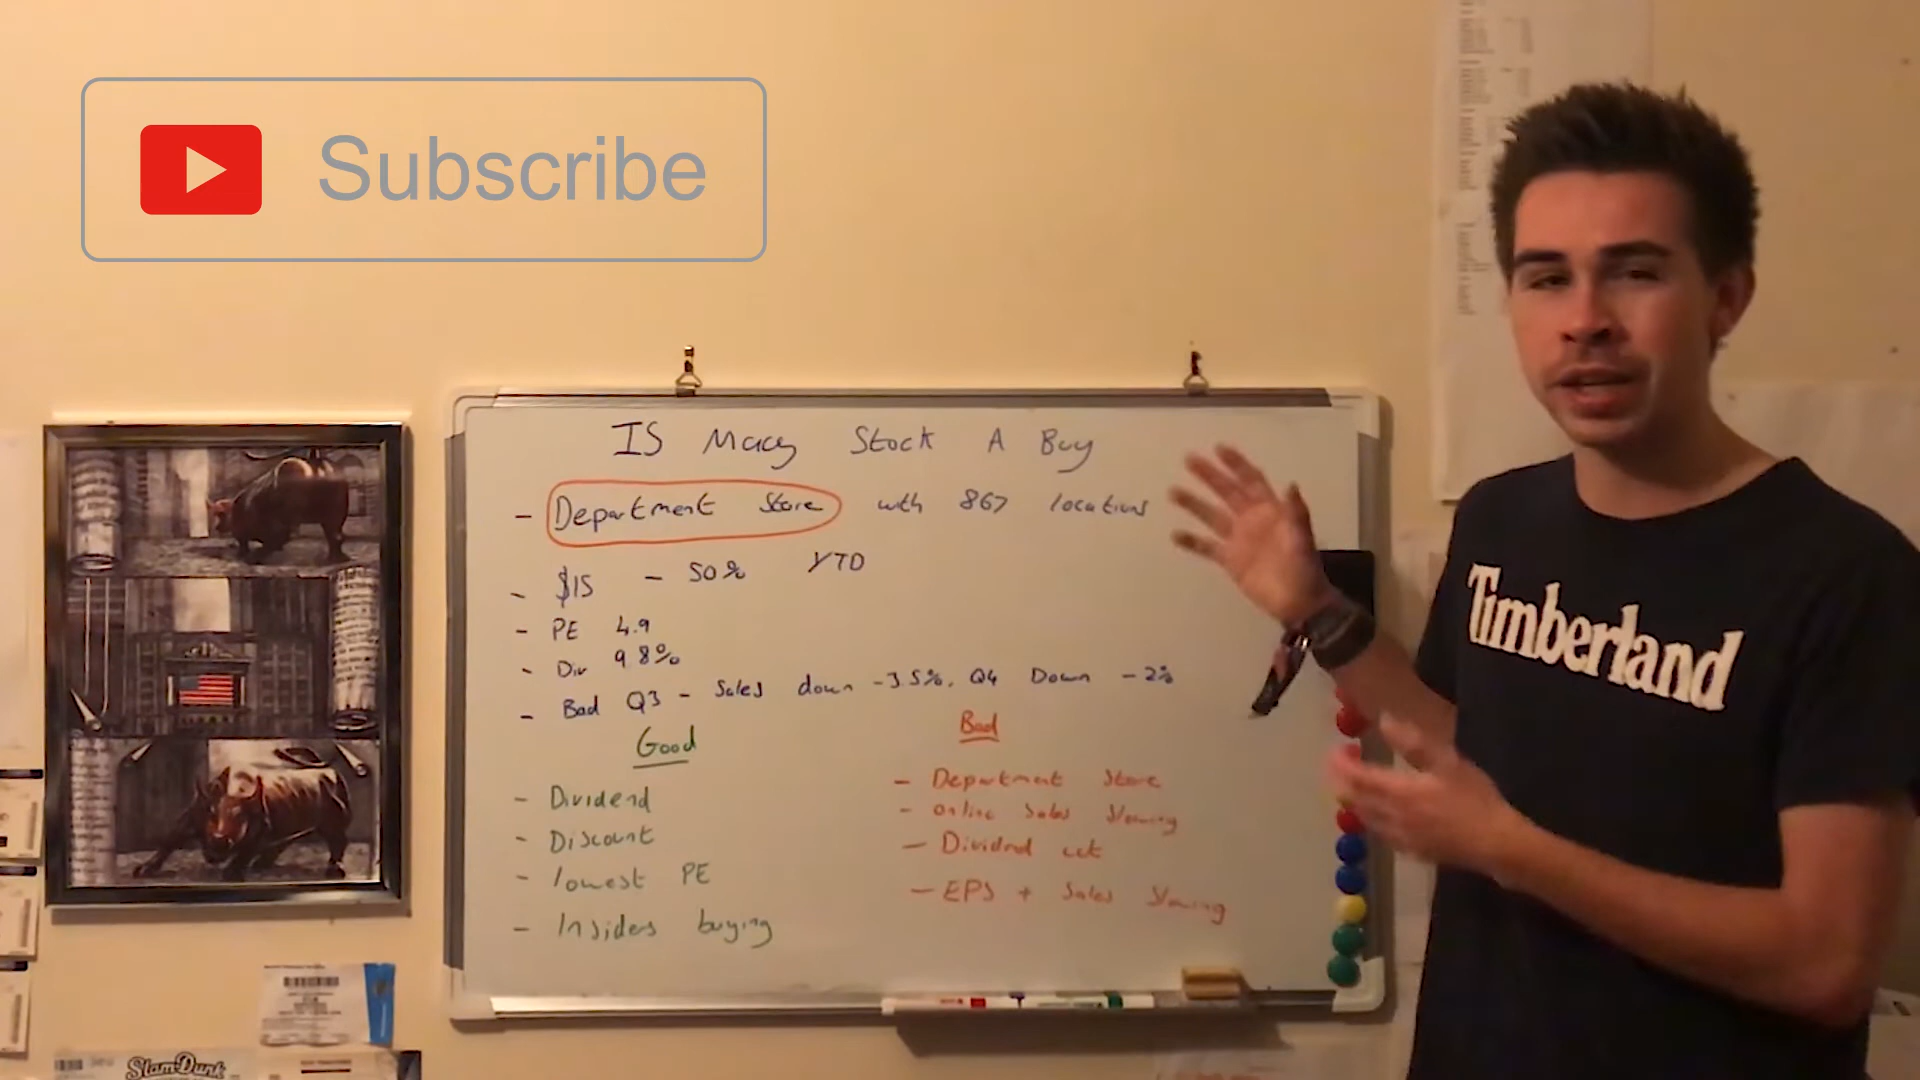 Subscribe
IS Macy Stock A Buy
- Department Store with 867 locations
- $15 - 50% YTD
- PE 4.9
- Div 9.8%
- Bad Q3 - Sales down -3.5%. Q4 Down -2%
Good
- Dividend
- Discount
- lowest PE
- Insiders buying
Bad
- Department Store
- Online Sales Slowing
- Dividend cut
- EPS + Sales Slowing
Timberland
SlamDunk